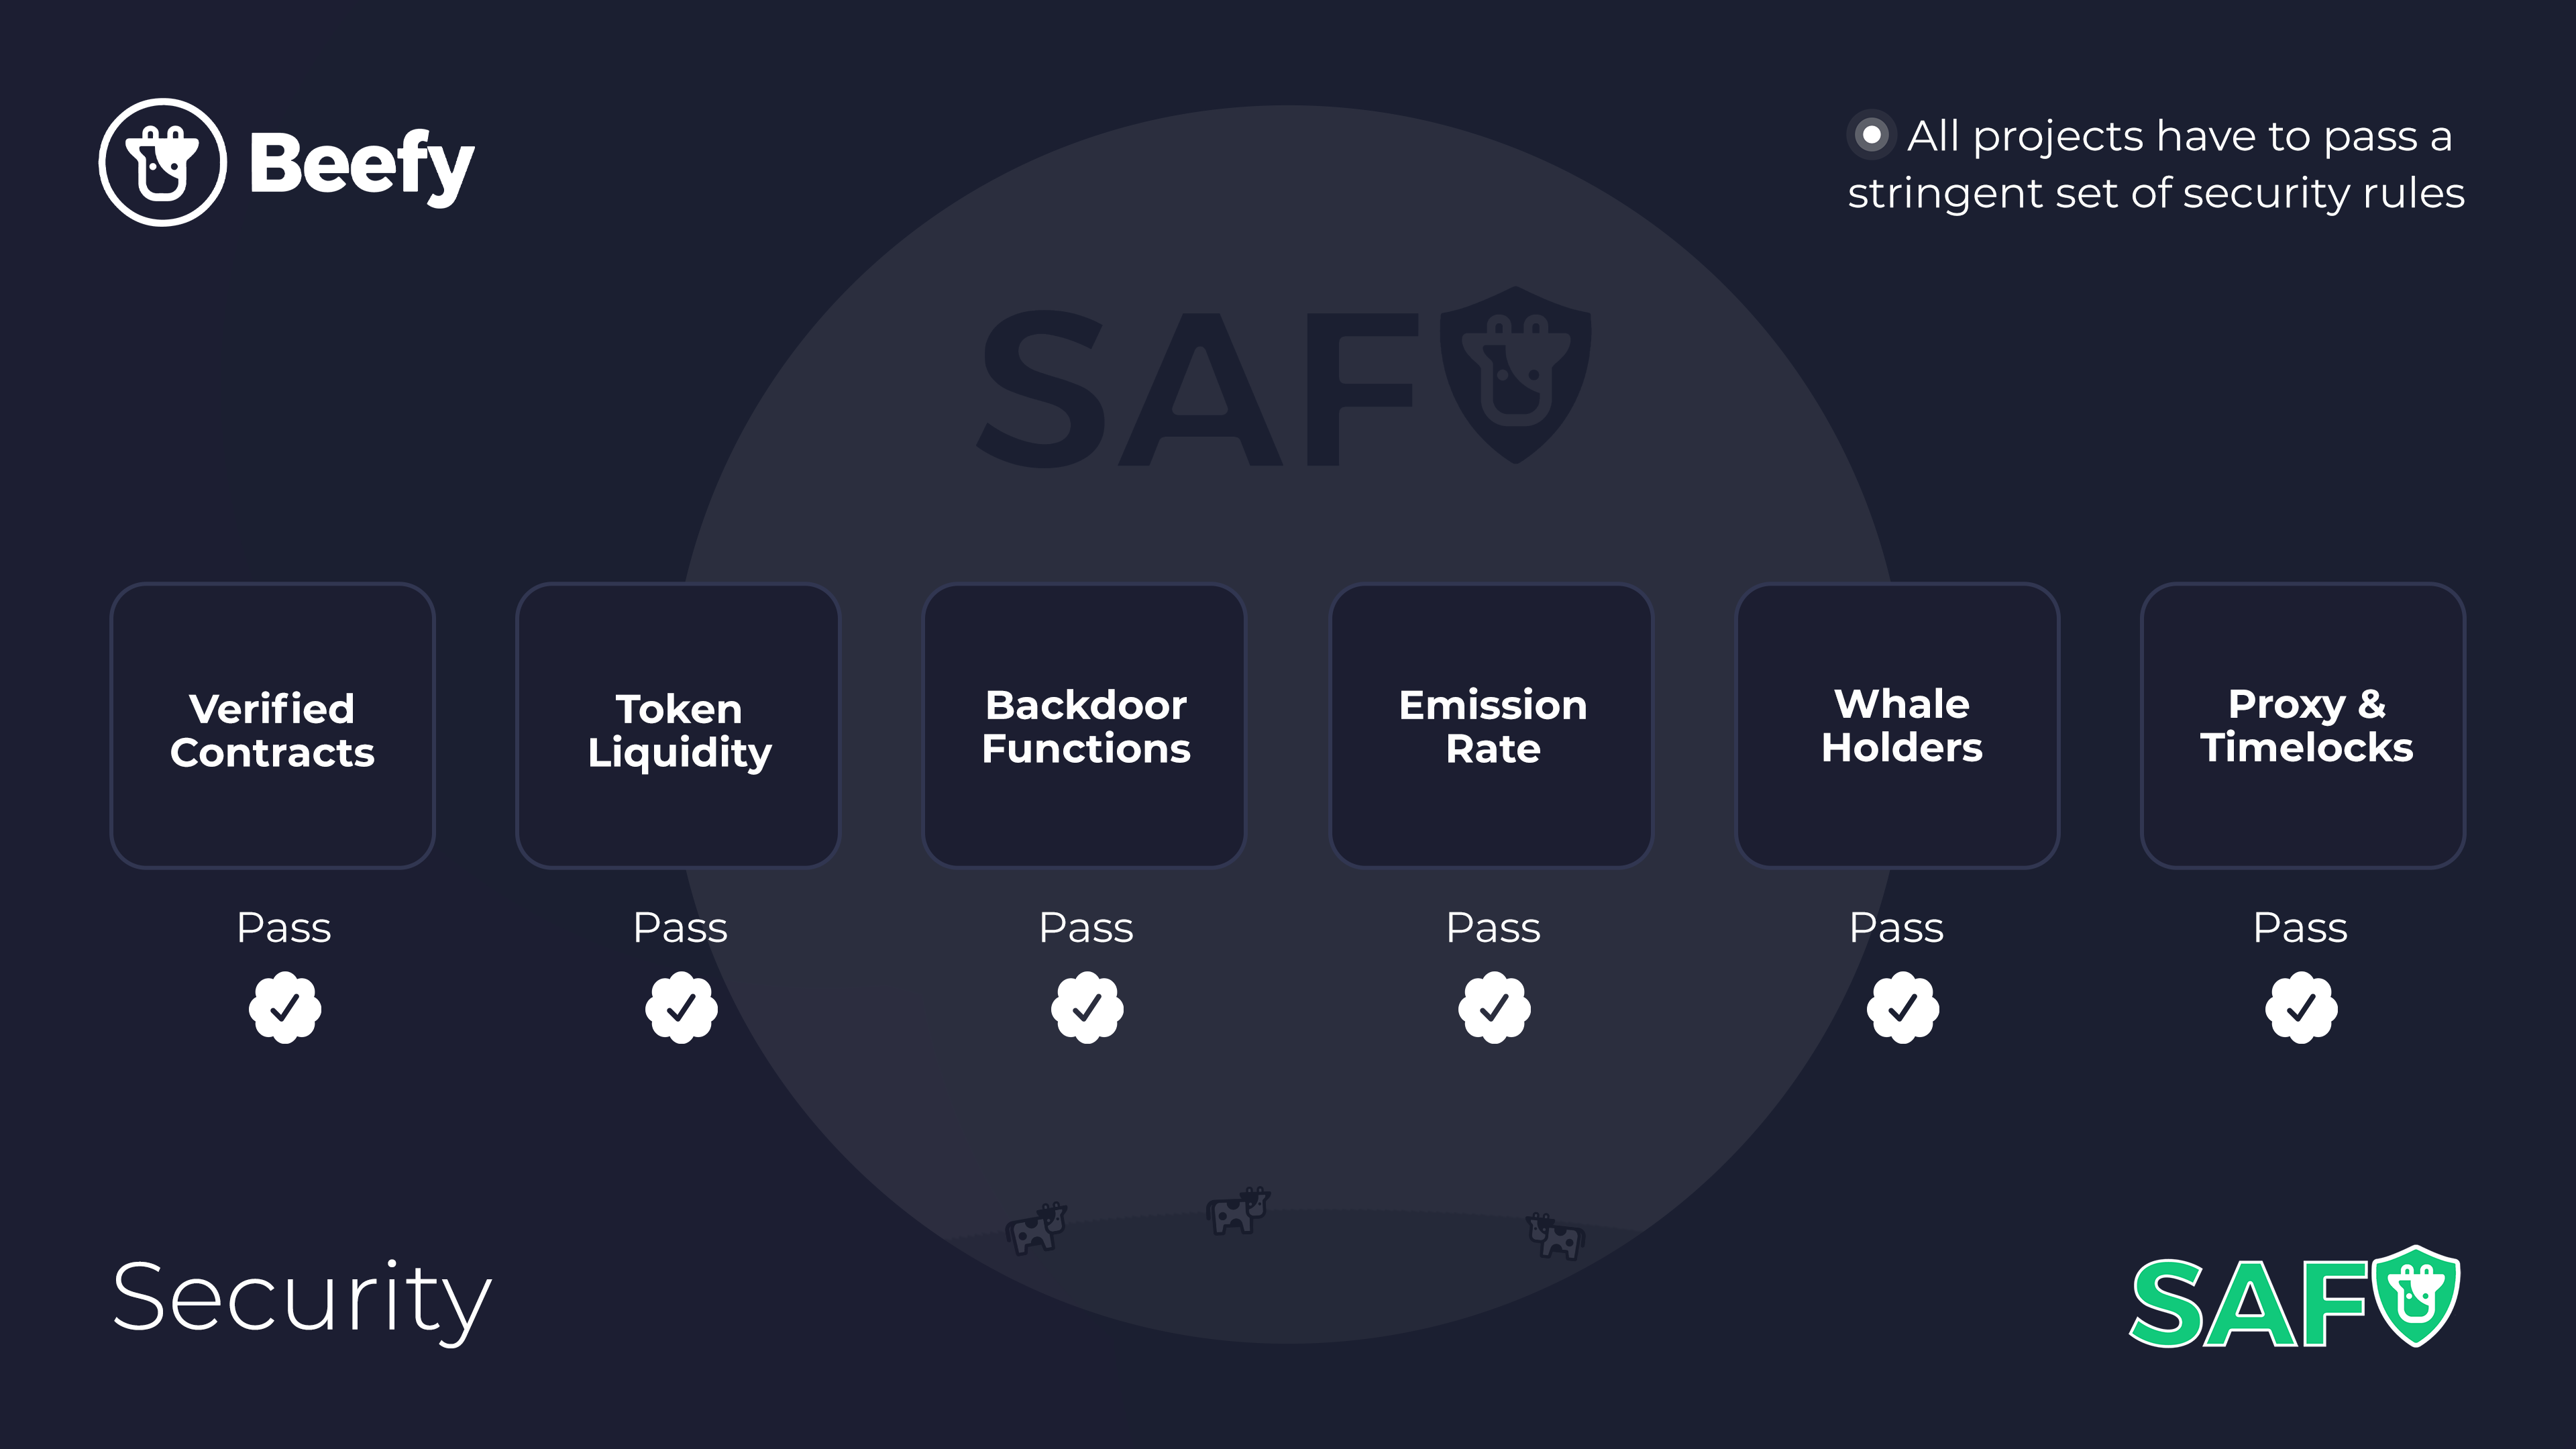 Beefy
All projects have to pass a
stringent set of security rules
SAF
Verified
Contracts
Token
Liquidity
Backdoor
Functions
Emission
Rate
Whale
Holders
Proxy &
Timelocks
Pass
Pass
Pass
Pass
Pass
Pass
Security
SAF